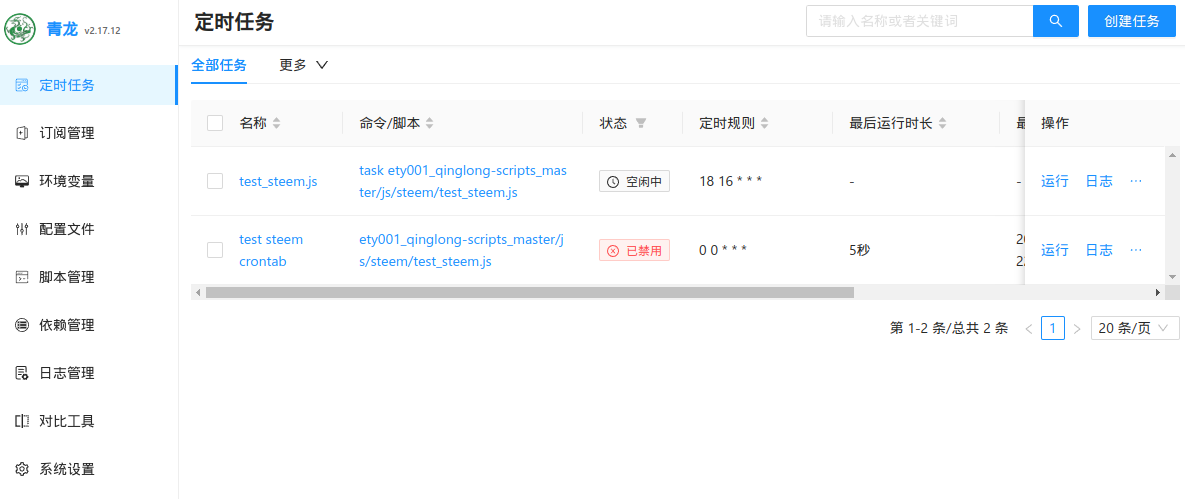 青龙 v2.17.12
定时任务
订阅管理
环境变量
配置文件
脚本管理
依赖管理
日志管理
对比工具
系统设置
定时任务
请输入名称或者关键词
创建任务
全部任务 更多
名称 命令/脚本 状态 定时规则 最后运行时长 操作
test_steem.js
task ety001_qinglong-scripts_mas
ter/js/steem/test_steem.js
空闲中
18 16 * * *
-
-
运行 日志 ···
test steem
crontab
ety001_qinglong-scripts_master/j
s/steem/test_steem.js
已禁用
0 0 * * *
5秒
运行 日志 ···
第 1-2 条/总共 2 条 < 1 > 20 条/页